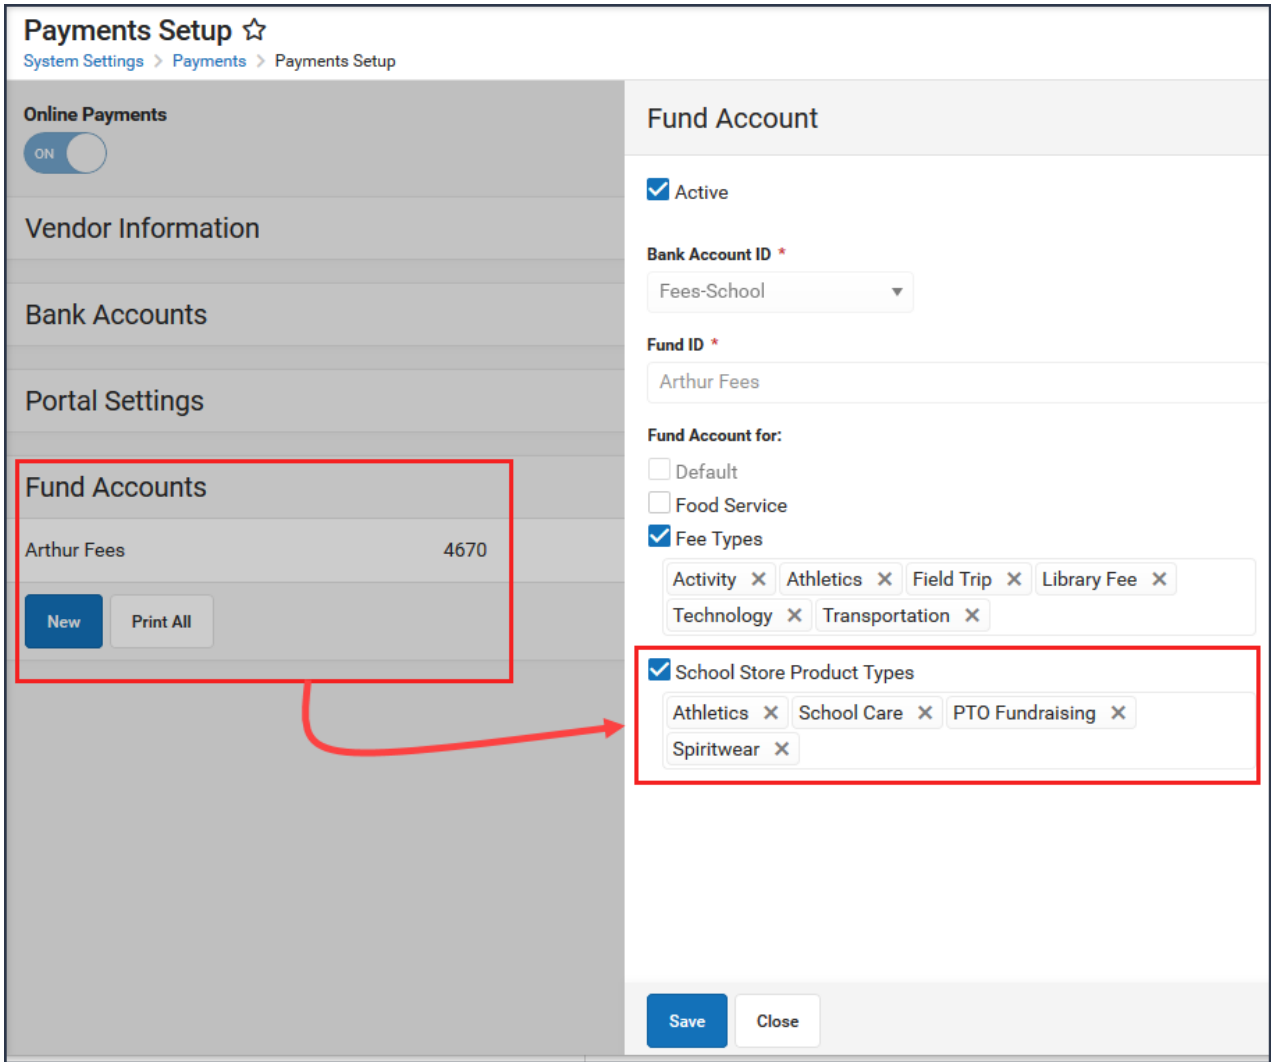 Payments Setup
System Settings > Payments > Payments Setup
Online Payments
ON
Vendor Information
Bank Accounts
Portal Settings
Fund Accounts
Arthur Fees 4670
New Print All
Fund Account
Active
Bank Account ID *
Fees-School
Fund ID *
Arthur Fees
Fund Account for:
Default
Food Service
Fee Types
Activity × Athletics × Field Trip × Library Fee ×
Technology × Transportation ×
School Store Product Types
Athletics × School Care × PTO Fundraising ×
Spiritwear ×
Save Close